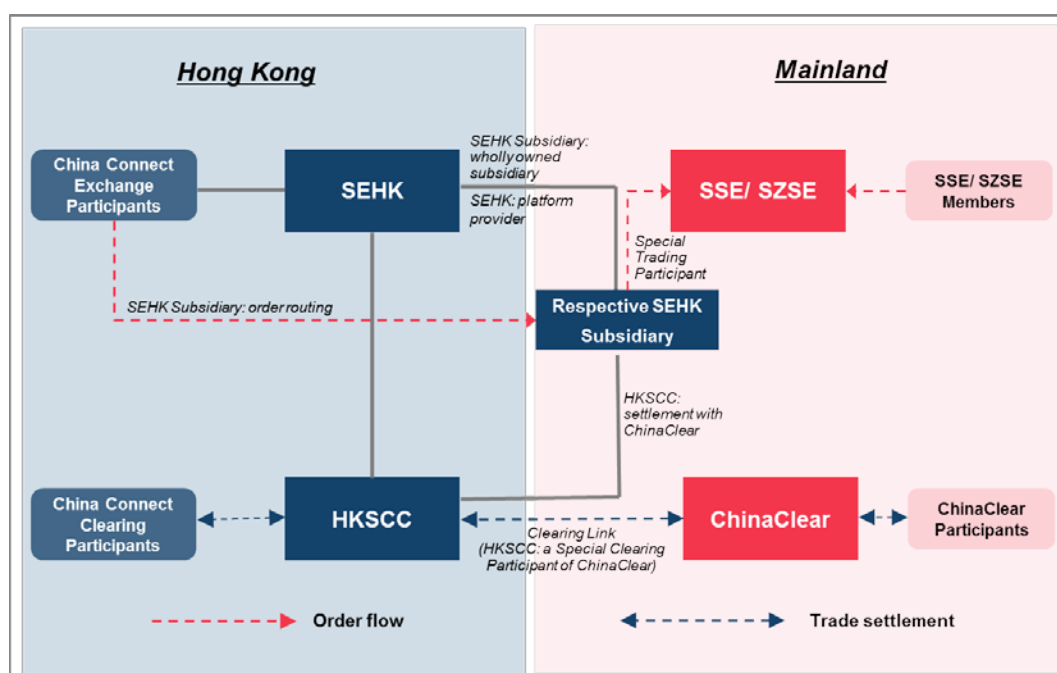 Hong Kong
Mainland
China Connect
Exchange
Participants
SEHK
SEHK Subsidiary:
wholly owned
subsidiary
SEHK: platform
provider
SSE/ SZSE
SSE/ SZSE
Members
Special
Trading
Participant
SEHK Subsidiary: order routing
Respective SEHK
Subsidiary
HKSCC:
settlement with
ChinaClear
China Connect
Clearing
Participants
HKSCC
Clearing Link
(HKSCC: a Special Clearing
Participant of ChinaClear)
ChinaClear
ChinaClear
Participants
Order flow
Trade settlement